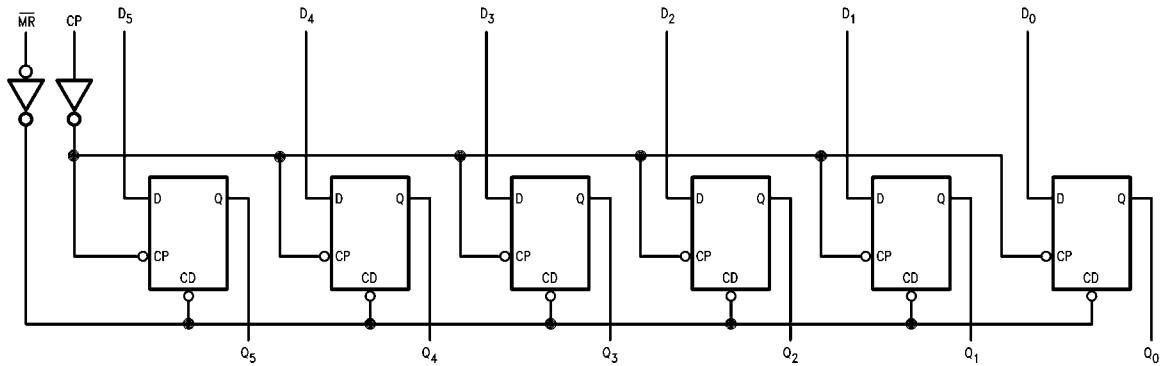 M̅R̅ CP D5 D4 D3 D2 D1 D0
D Q D Q D Q D Q D Q D Q
CP CP CP CP CP CP
CD CD CD CD CD CD
Q5 Q4 Q3 Q2 Q1 Q0